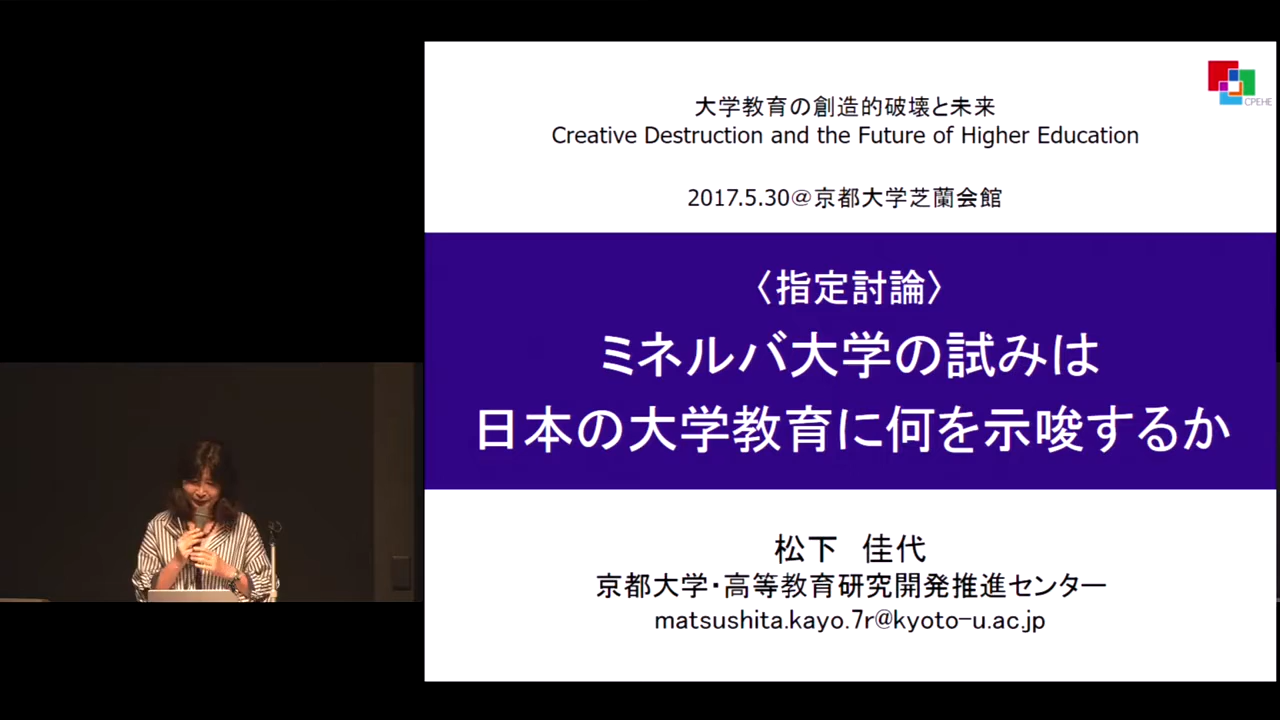 CPEHE
大学教育の創造的破壊と未来
Creative Destruction and the Future of Higher Education
2017.5.30＠京都大学芝蘭会館
〈指定討論〉
ミネルバ大学の試みは
日本の大学教育に何を示唆するか
松下　佳代
京都大学・高等教育研究開発推進センター
matsushita.kayo.7r@kyoto-u.ac.jp